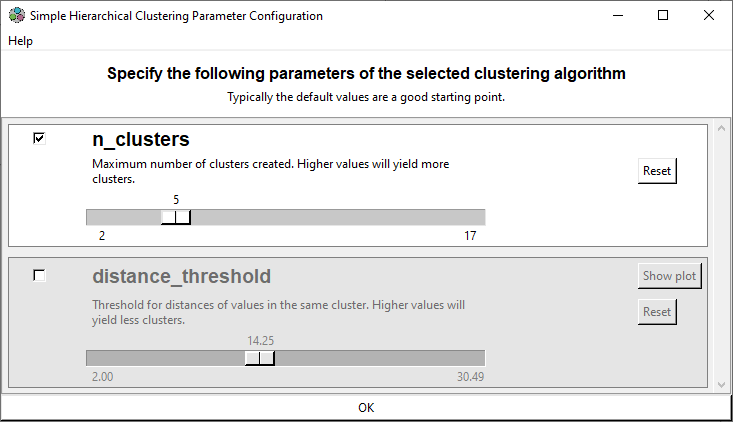 Simple Hierarchical Clustering Parameter Configuration
Help
Specify the following parameters of the selected clustering algorithm
Typically the default values are a good starting point.
n_clusters
Maximum number of clusters created. Higher values will yield more
clusters.
Reset
5
2 17
distance_threshold
Show plot
Threshold for distances of values in the same cluster. Higher values will
yield less clusters.
Reset
14.25
2.00 30.49
OK